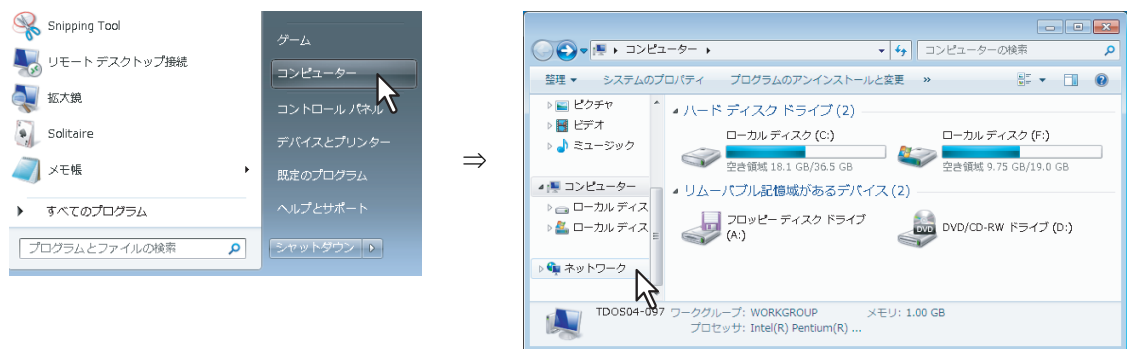 Snipping Tool
リモート デスクトップ接続
拡大鏡
Solitaire
メモ帳
すべてのプログラム
プログラムとファイルの検索
ゲーム
コンピューター
コントロール パネル
デバイスとプリンター
既定のプログラム
ヘルプとサポート
シャットダウン
⇒
コンピューター
コンピューターの検索
整理 システムのプロパティ プログラムのアンインストールと変更 »
ピクチャ
ビデオ
ミュージック
コンピューター
ローカル ディス
ローカル ディス
ネットワーク
ハード ディスク ドライブ (2)
ローカル ディスク (C:)
空き領域 18.1 GB/36.5 GB
ローカル ディスク (F:)
空き領域 9.75 GB/19.0 GB
リムーバブル記憶域があるデバイス (2)
フロッピー ディスク ドライブ
(A:)
DVD
DVD/CD-RW ドライブ (D:)
TDOS04-097 ワークグループ: WORKGROUP メモリ: 1.00 GB
プロセッサ: Intel(R) Pentium(R) ...